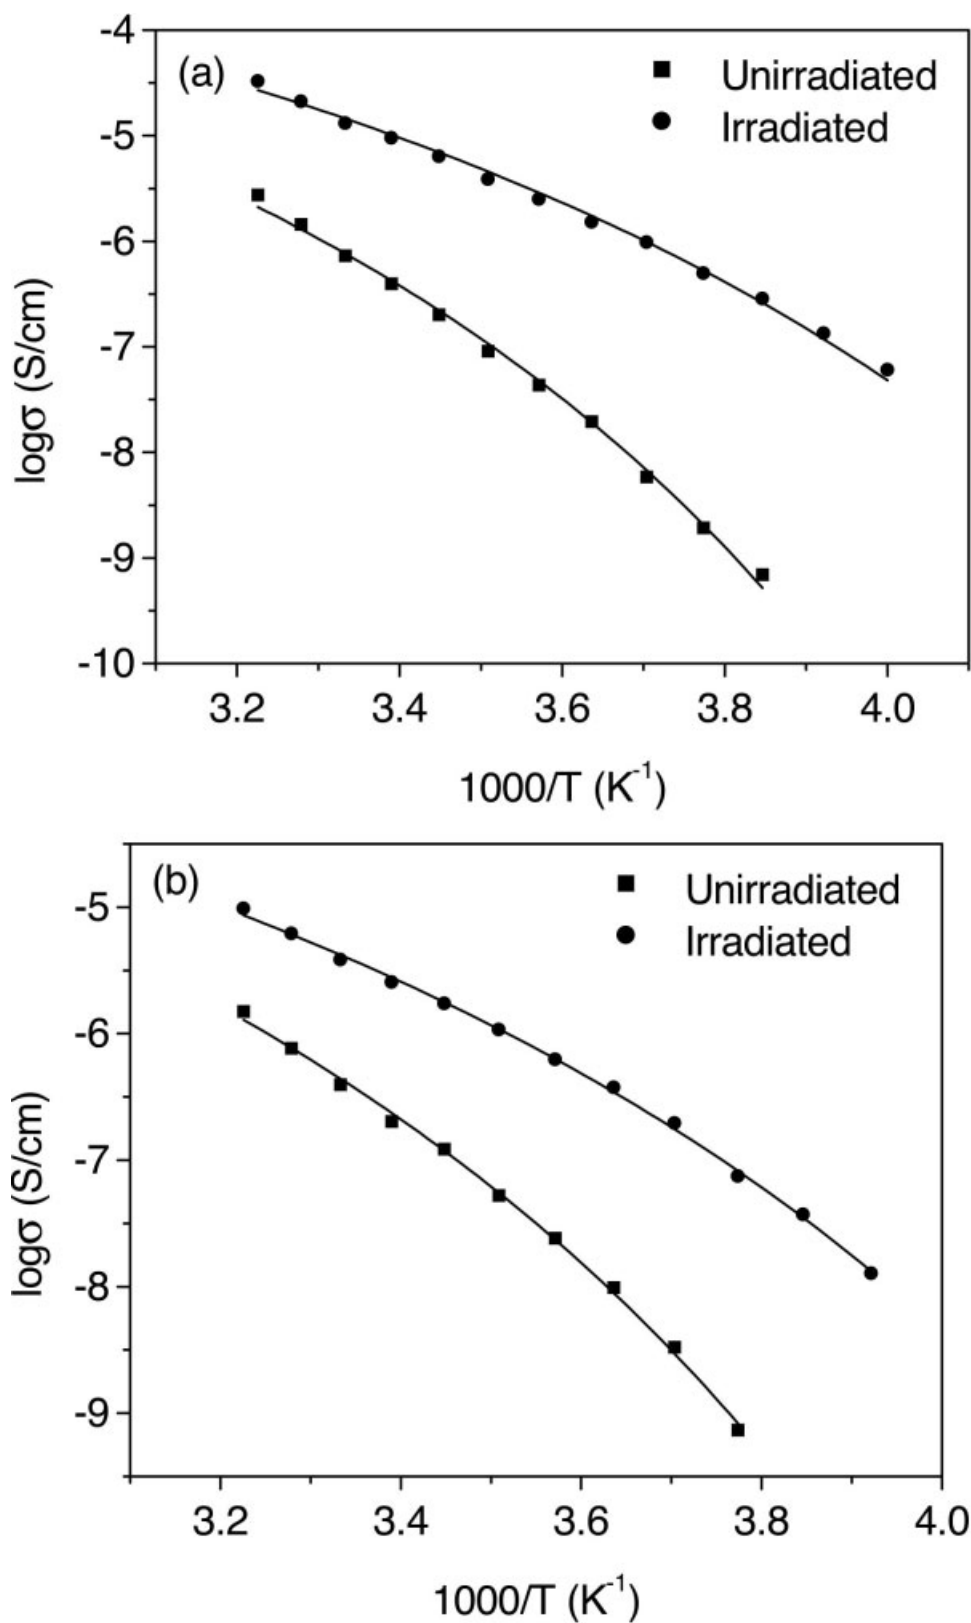 (a)
Unirradiated
Irradiated
-4
-5
-6
-7
-8
-9
-10
logσ (S/cm)
3.2 3.4 3.6 3.8 4.0
1000/T (K⁻¹)
(b)
Unirradiated
Irradiated
-5
-6
-7
-8
-9
logσ (S/cm)
3.2 3.4 3.6 3.8 4.0
1000/T (K⁻¹)